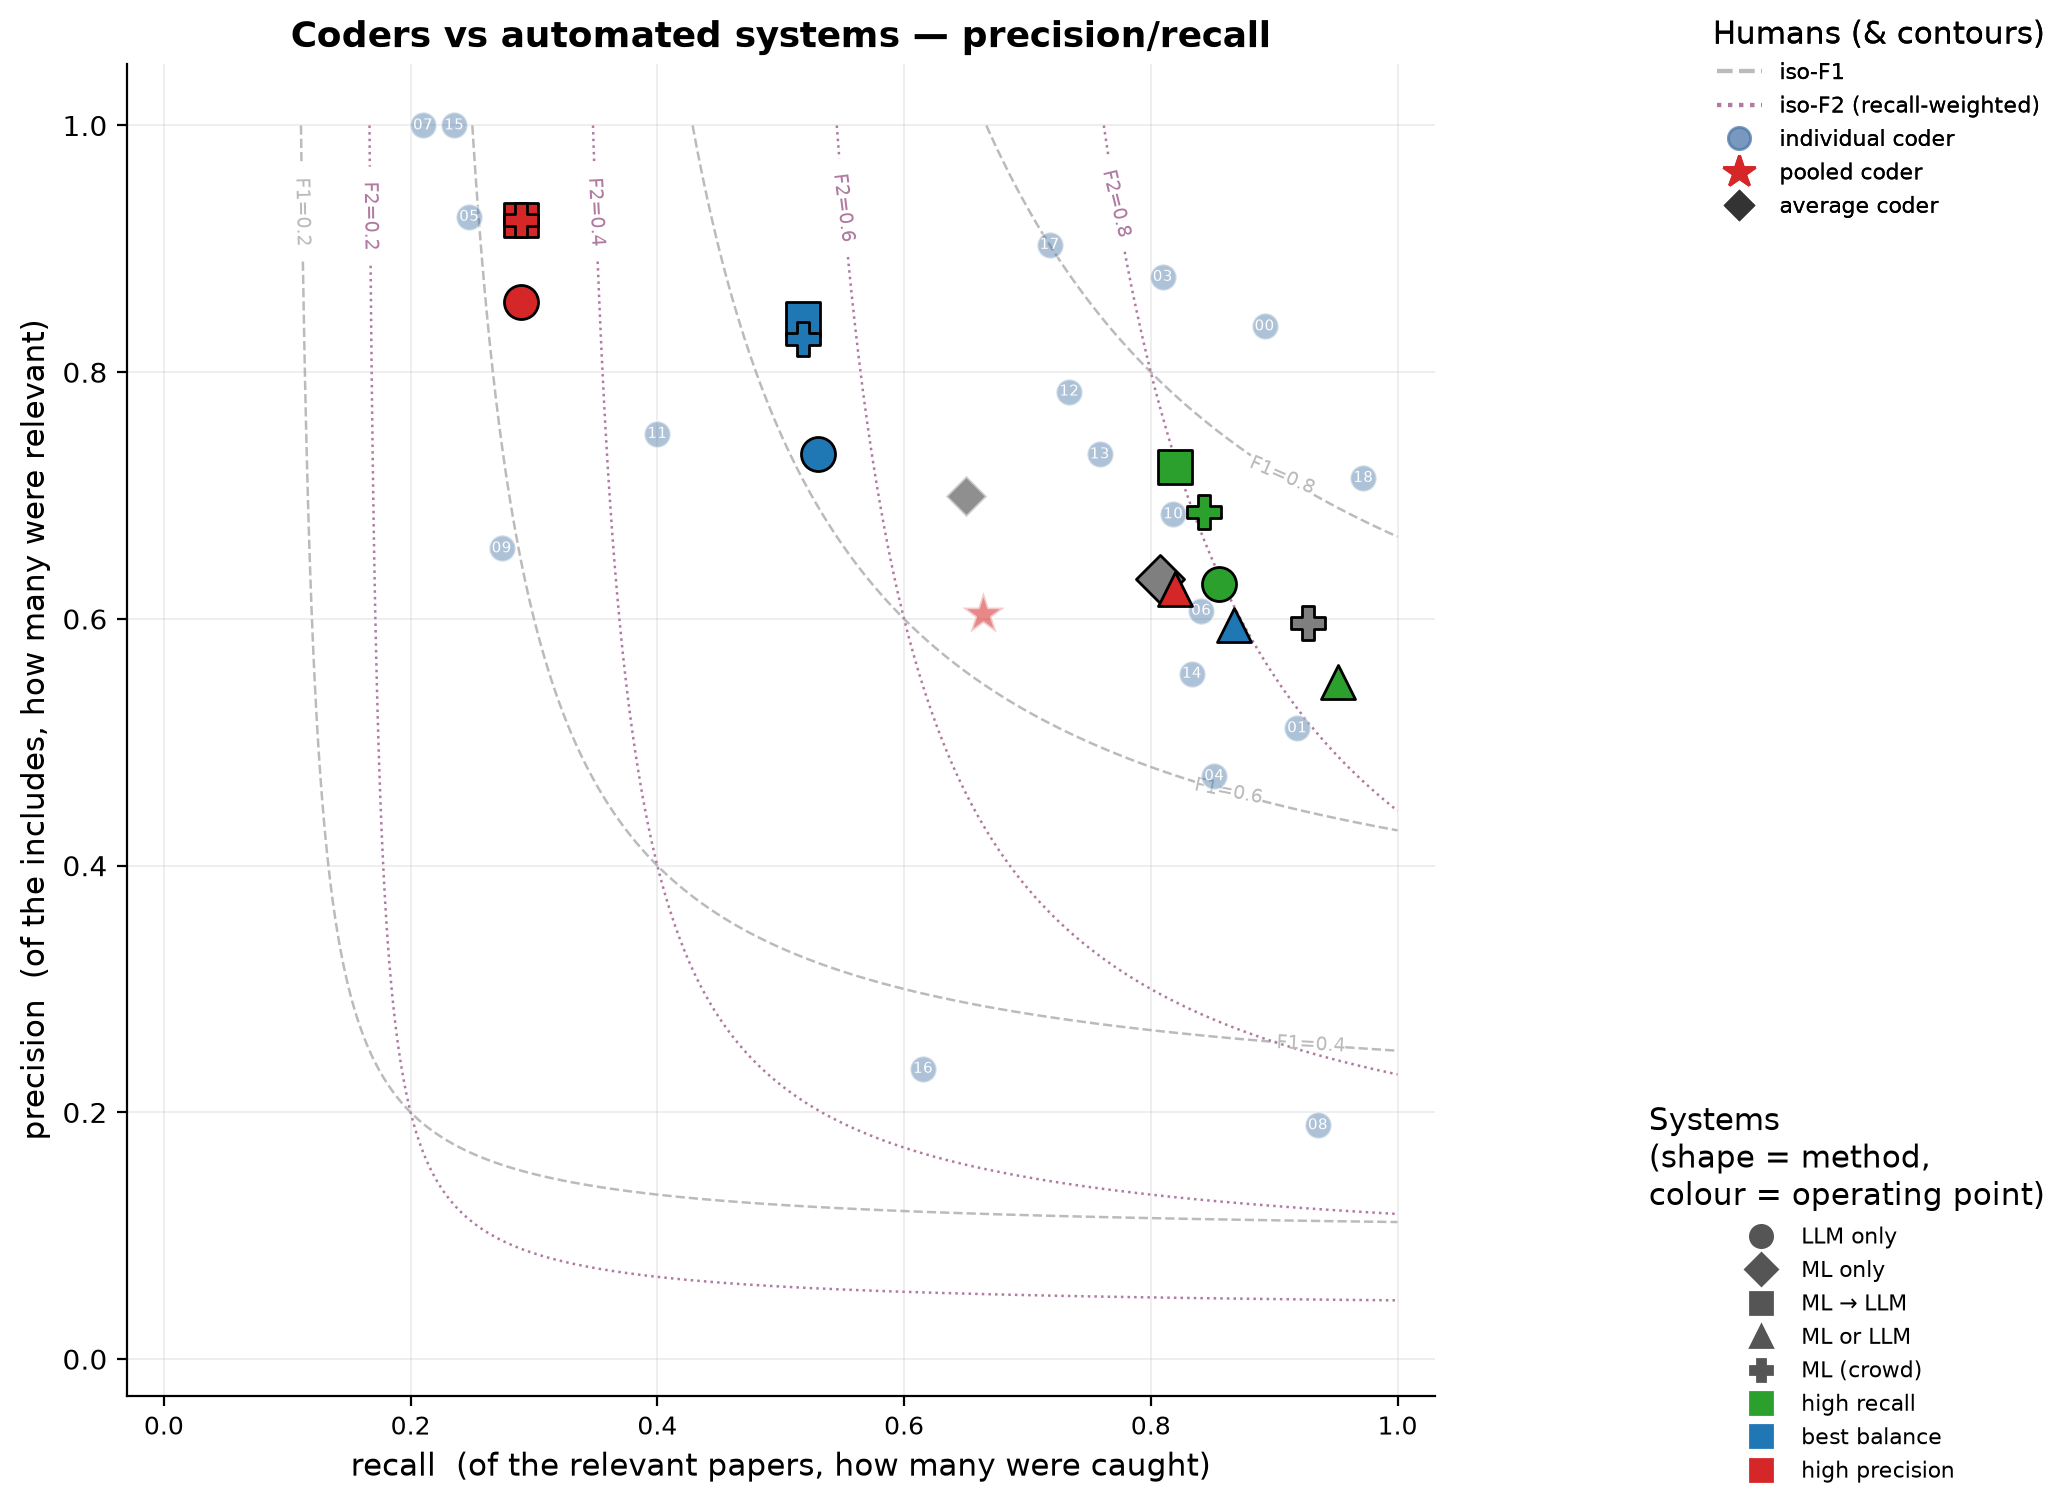 Coders vs automated systems — precision/recall
Humans (& contours)
iso-F1
iso-F2 (recall-weighted)
individual coder
pooled coder
average coder
precision (of the includes, how many were relevant)
1.0
0.8
0.6
0.4
0.2
0.0
F1=0.2
F2=0.2
F2=0.4
F2=0.6
F2=0.8
F1=0.8
F1=0.6
F1=0.4
07
15
05
17
03
00
12
11
13
18
10
09
06
14
01
04
16
08
0.0
0.2
0.4
0.6
0.8
1.0
recall (of the relevant papers, how many were caught)
Systems
(shape = method,
colour = operating point)
LLM only
ML only
ML → LLM
ML or LLM
ML (crowd)
high recall
best balance
high precision